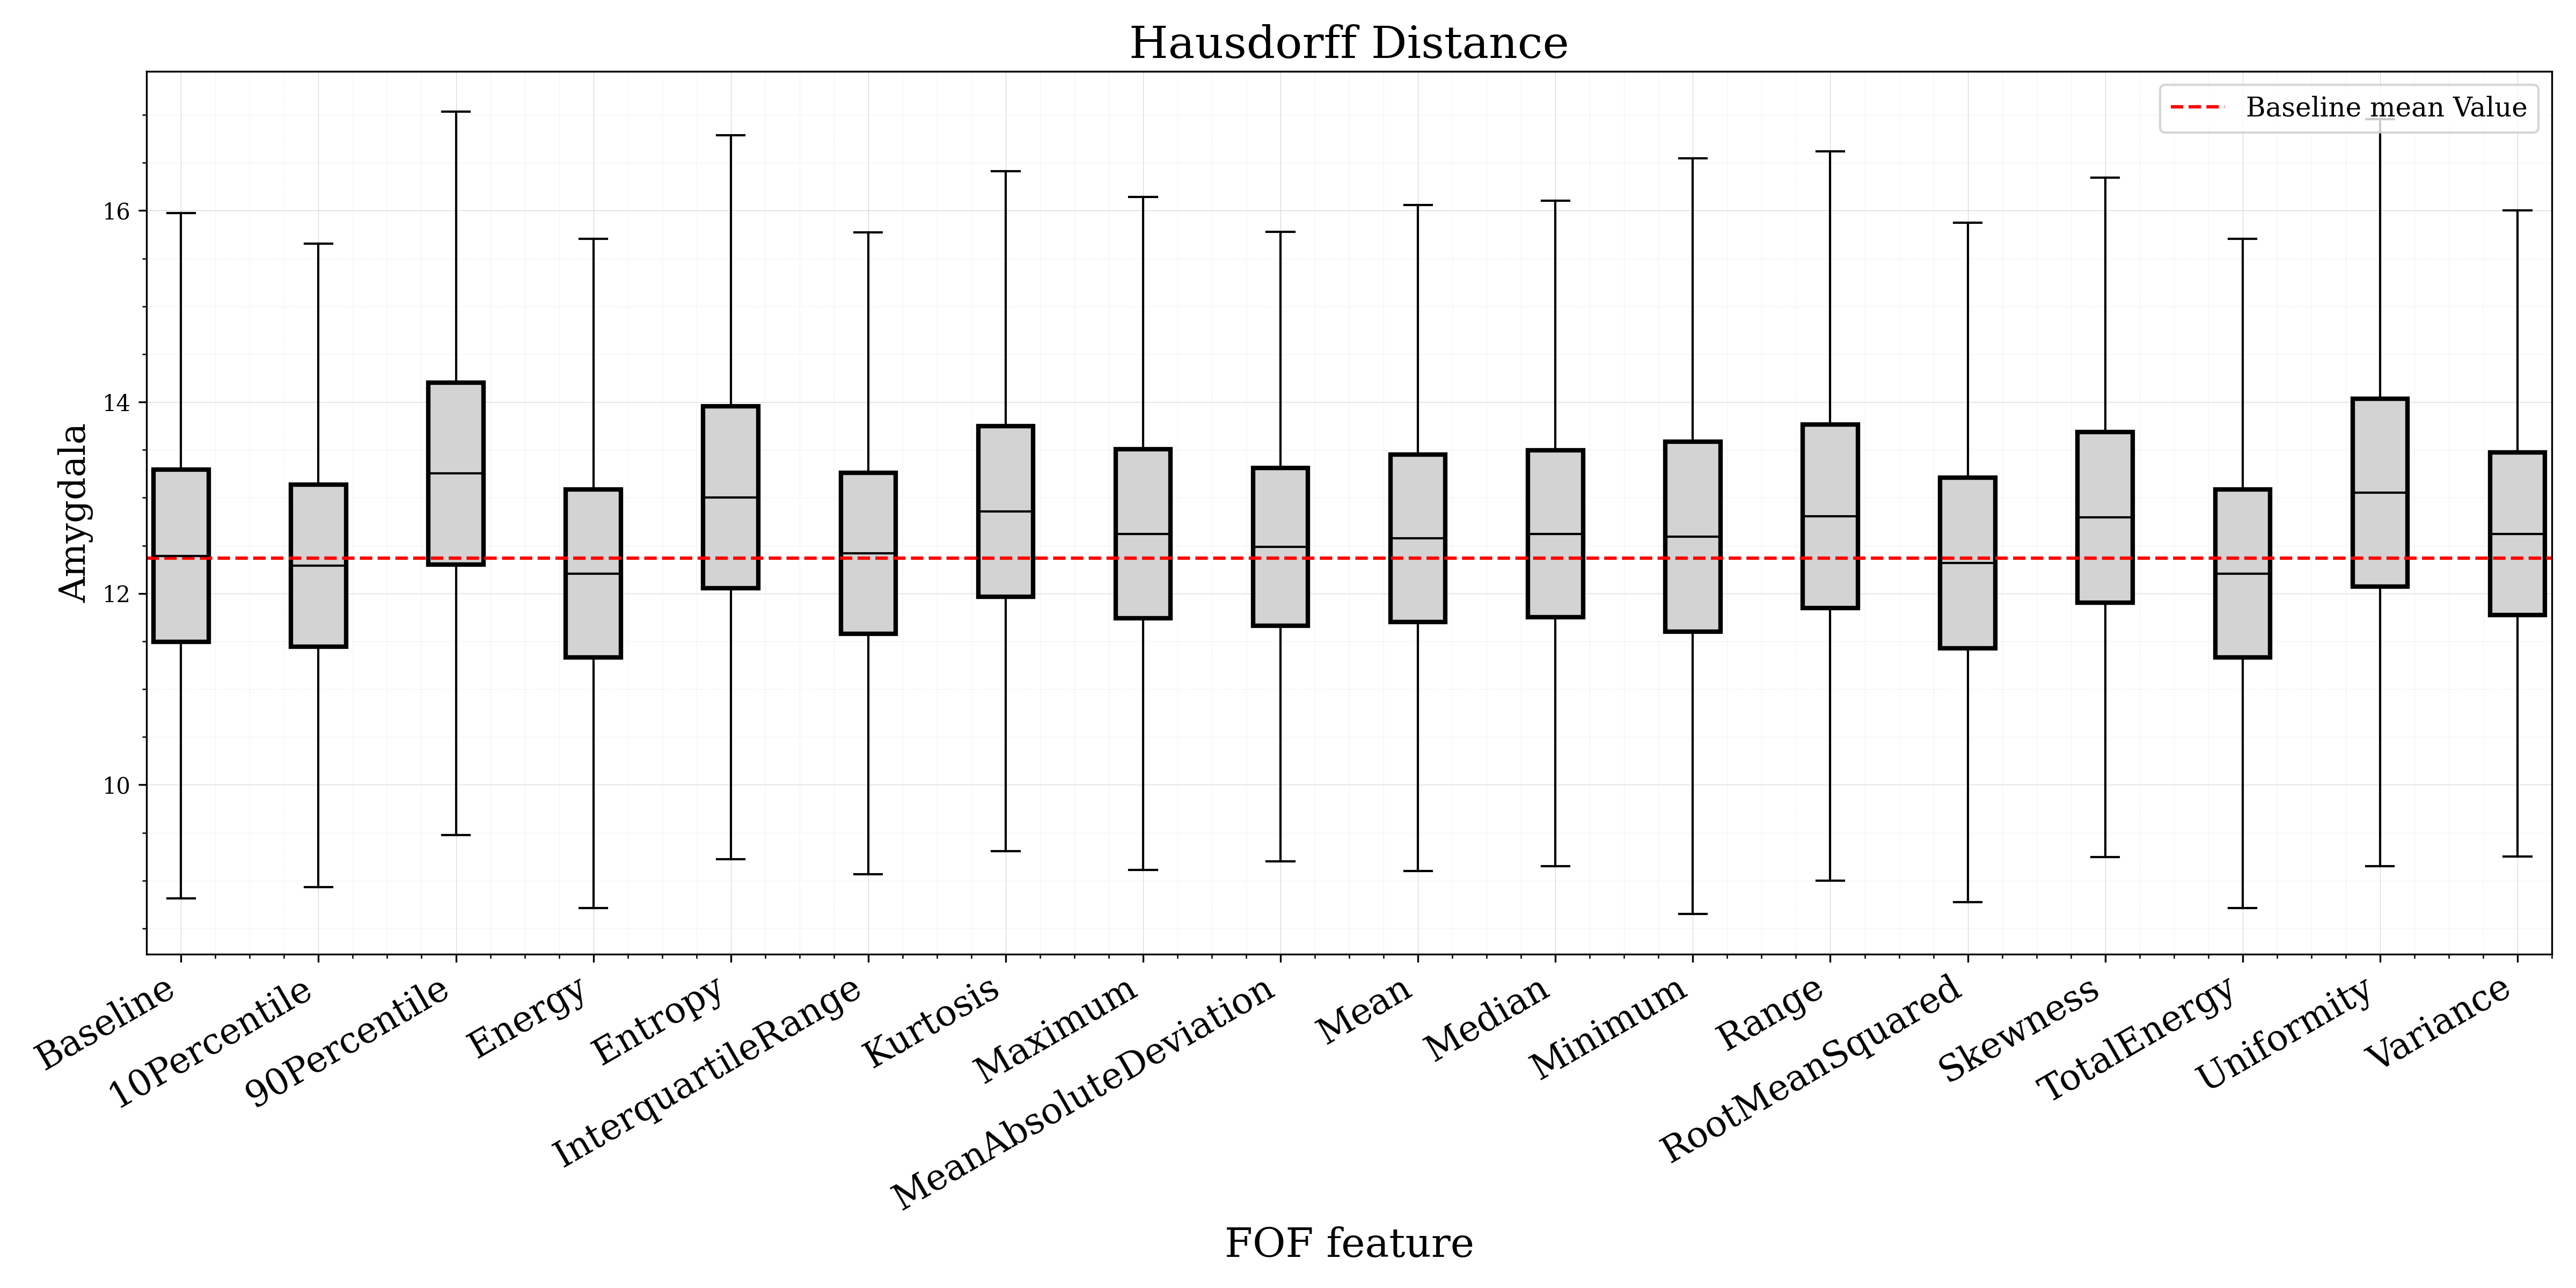 Hausdorff Distance
Baseline mean Value
Amygdala
16
14
12
10
Baseline
10Percentile
90Percentile
Energy
Entropy
InterquartileRange
Kurtosis
Maximum
MeanAbsoluteDeviation
Mean
Median
Minimum
Range
RootMeanSquared
Skewness
TotalEnergy
Uniformity
Variance
FOF feature